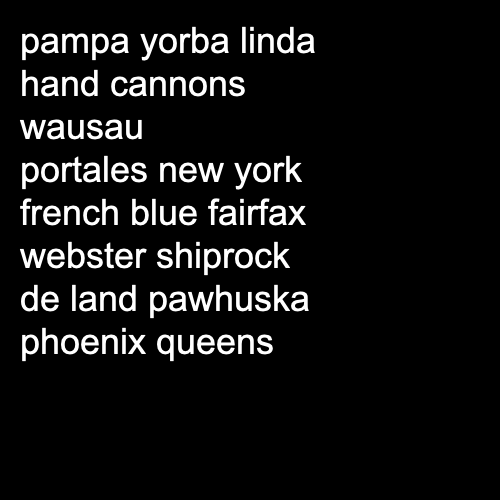 pampa yorba linda
hand cannons
wausau
portales new york
french blue fairfax
webster shiprock
de land pawhuska
phoenix queens